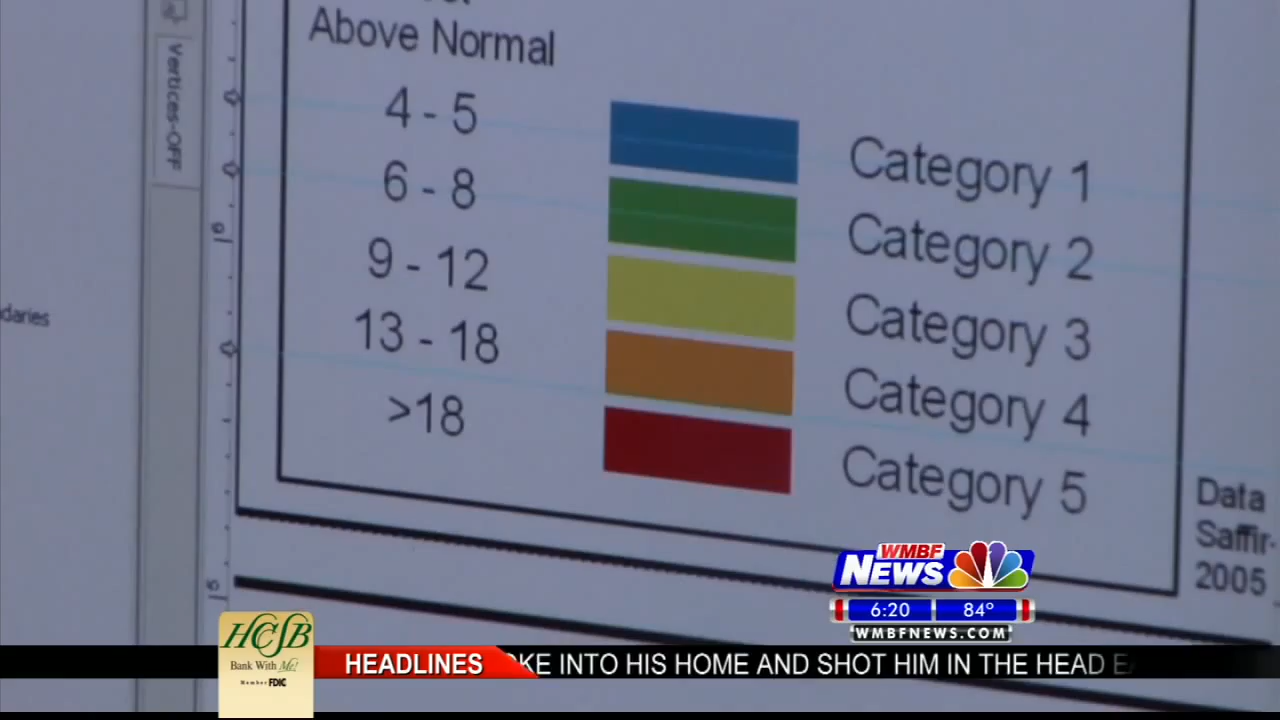 Above Normal
4 - 5
6 - 8
9 - 12
13 - 18
>18
Category 1
Category 2
Category 3
Category 4
Category 5
Vertices-OFF
daries
Data
Saffir-
2005
WMBF
NEWS
6:20 84°
WMBFNEWS.COM
HCSB
Bank With Me!
Member FDIC
HEADLINES OKE INTO HIS HOME AND SHOT HIM IN THE HEAD